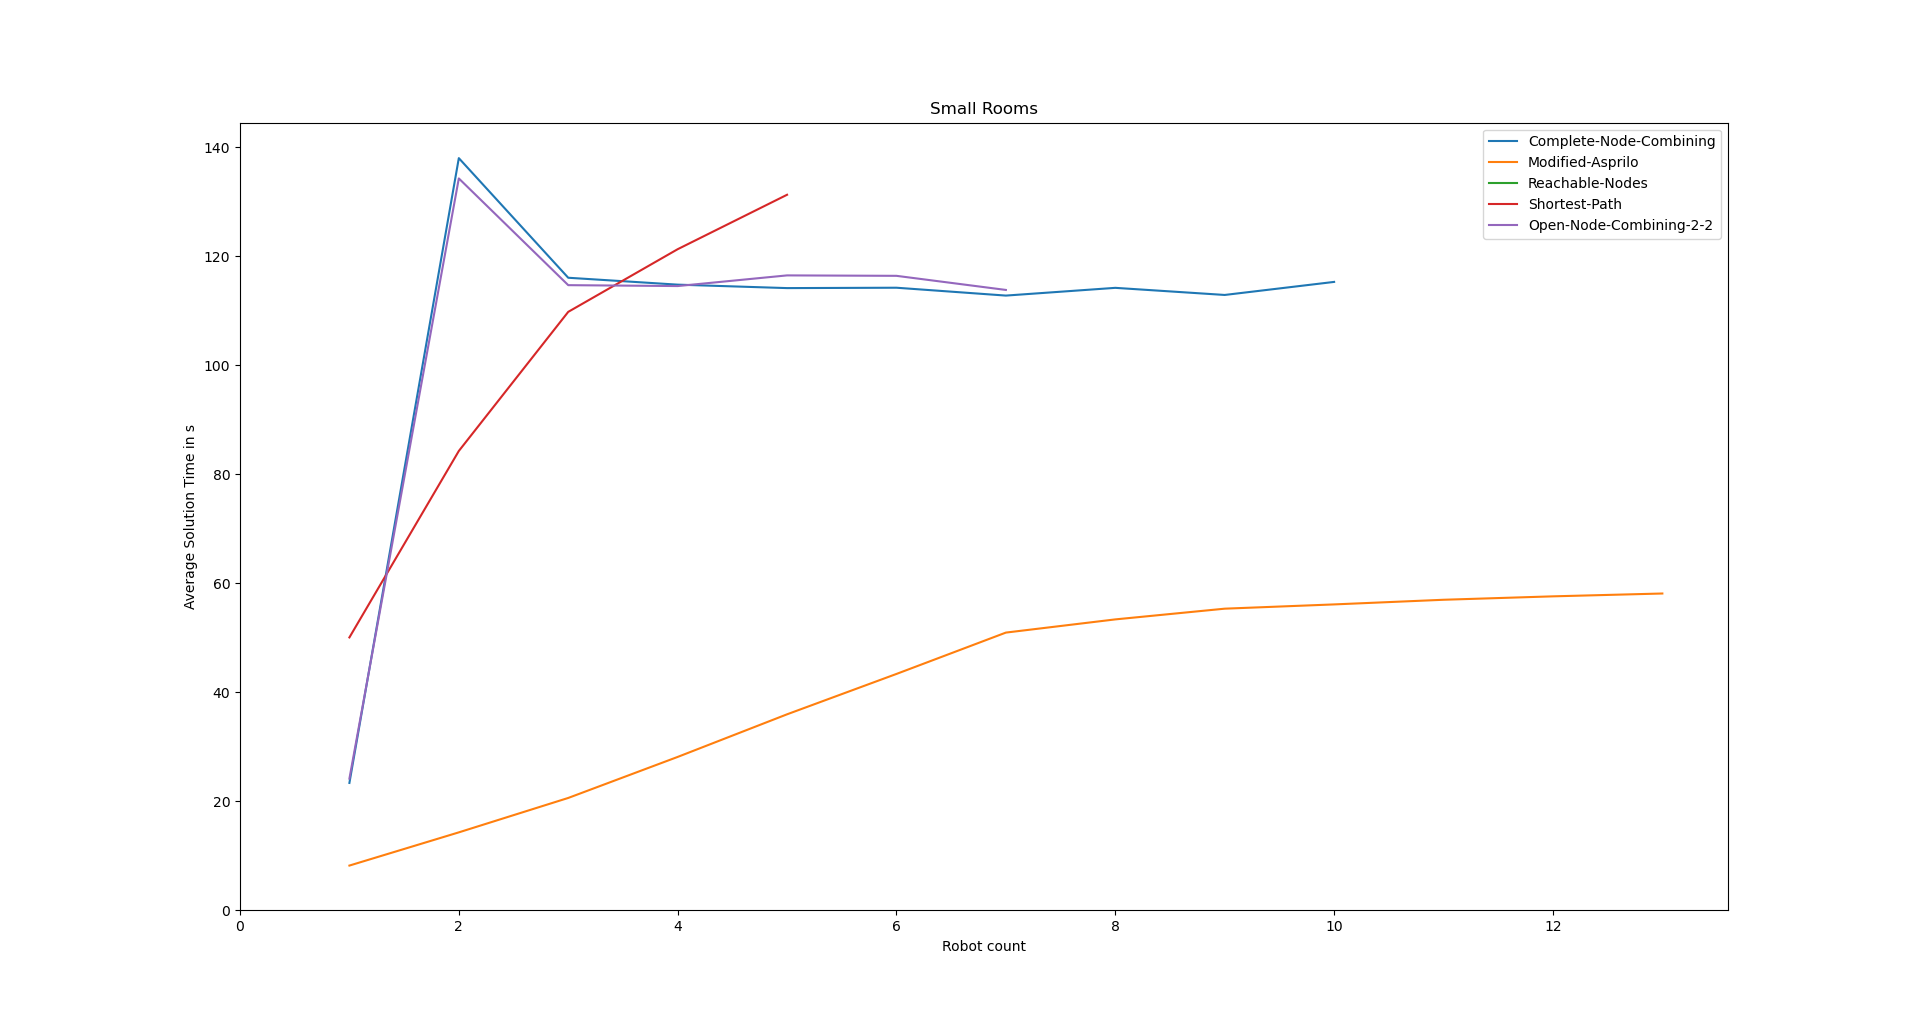 Small Rooms
Complete-Node-Combining
Modified-Asprilo
Reachable-Nodes
Shortest-Path
Open-Node-Combining-2-2
140
120
100
80
60
40
20
0
Average Solution Time in s
0 2 4 6 8 10 12
Robot count